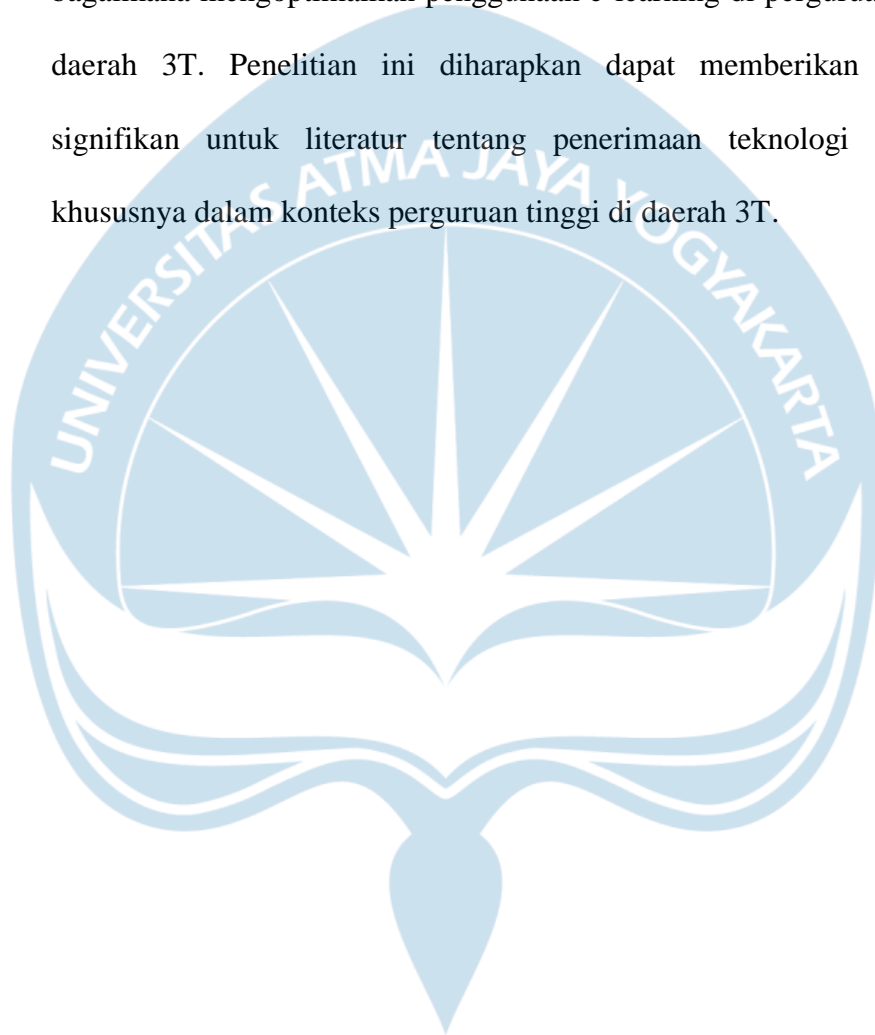 daerah 3T. Penelitian ini diharapkan dapat memberikan
signifikan untuk literatur tentang penerimaan teknologi
khususnya dalam konteks perguruan tinggi di daerah 3T.
UNIVERSITAS ATMA JAYA YOGYAKARTA